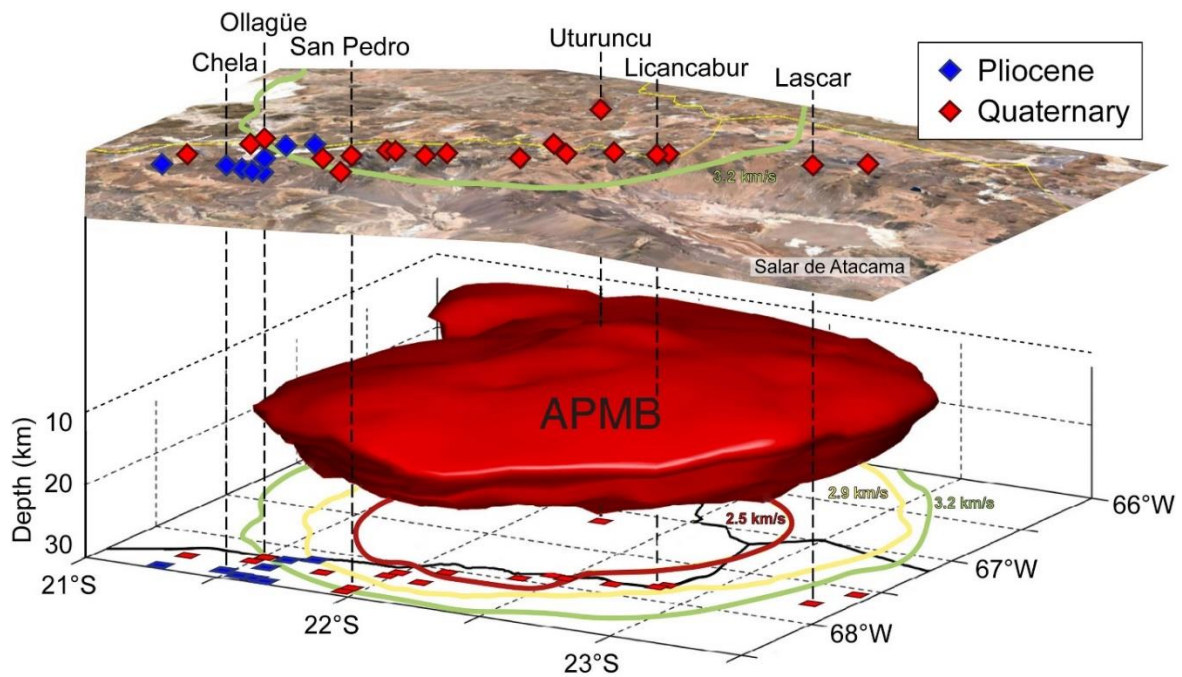 Ollagüe
Chela
San Pedro
Uturuncu
Licancabur
Lascar
Pliocene
Quaternary
3.2 km/s
Salar de Atacama
APMB
Depth (km)
10
20
30
2.9 km/s
3.2 km/s
2.5 km/s
66°W
67°W
68°W
21°S
22°S
23°S